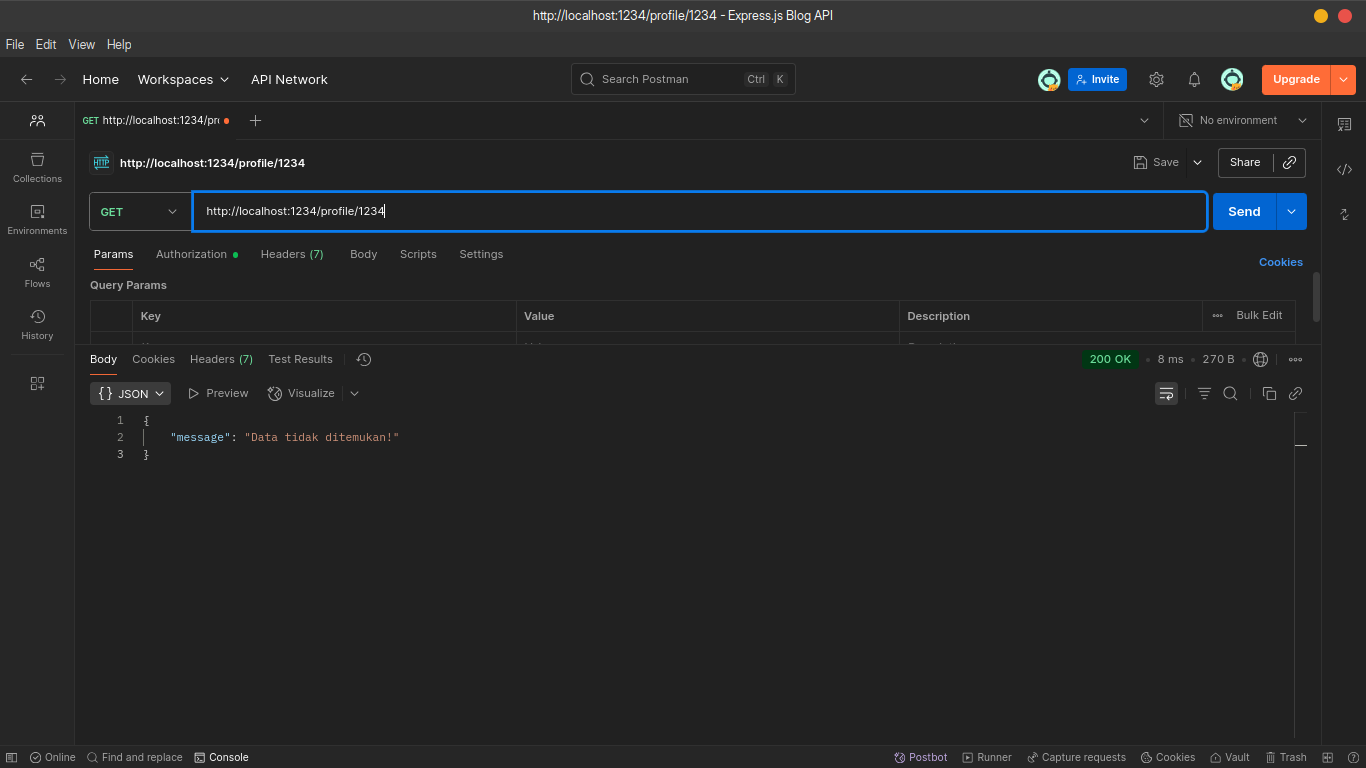 http://localhost:1234/profile/1234 - Express.js Blog API
File Edit View Help
Home Workspaces API Network Search Postman Ctrl K Invite Upgrade
GET http://localhost:1234/pr No environment
HTTP http://localhost:1234/profile/1234 Save Share
GET http://localhost:1234/profile/1234 Send
Collections
Environments
Flows
History
Params Authorization Headers (7) Body Scripts Settings Cookies
Query Params
Key Value Description Bulk Edit
Body Cookies Headers (7) Test Results 200 OK 8 ms 270 B
{} JSON Preview Visualize
1 {
2 "message": "Data tidak ditemukan!"
3 }
Online Find and replace Console Postbot Runner Capture requests Cookies Vault Trash